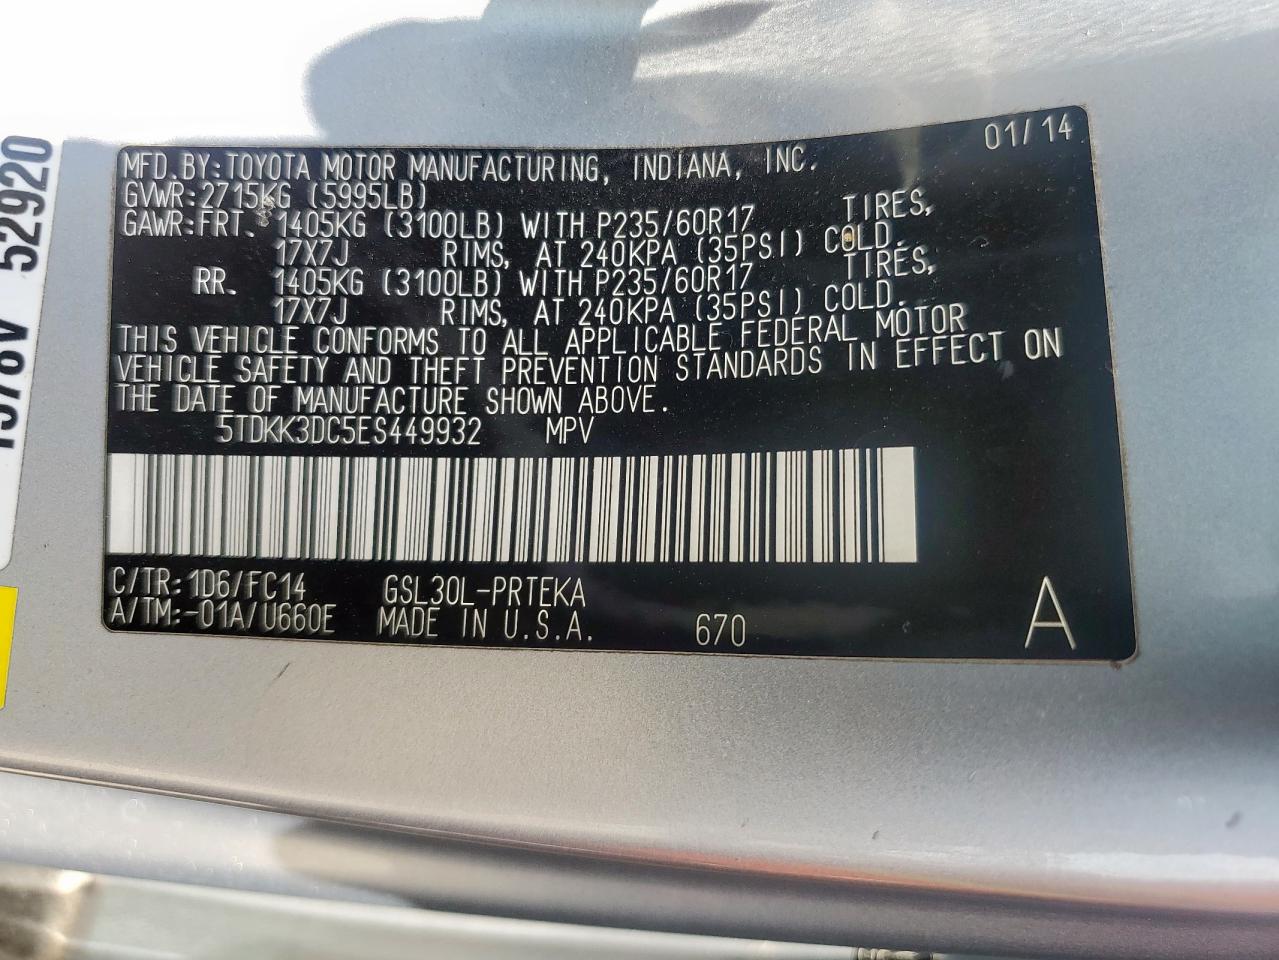 01/14
MFD.BY:TOYOTA MOTOR MANUFACTURING, INDIANA, INC.
GVWR:2715KG (5995LB)
GAWR:FRT. 1405KG (3100LB) WITH P235/60R17 TIRES,
17X7J RIMS, AT 240KPA (35PSI) COLD.
RR. 1405KG (3100LB) WITH P235/60R17 TIRES,
17X7J RIMS, AT 240KPA (35PSI) COLD.
THIS VEHICLE CONFORMS TO ALL APPLICABLE FEDERAL MOTOR
VEHICLE SAFETY AND THEFT PREVENTION STANDARDS IN EFFECT ON
THE DATE OF MANUFACTURE SHOWN ABOVE.
5TDKK3DC5ES449932 MPV
C/TR:1D6/FC14 GSL30L-PRTEKA
A/TM:-01A/U660E MADE IN U.S.A. 670
A
52920